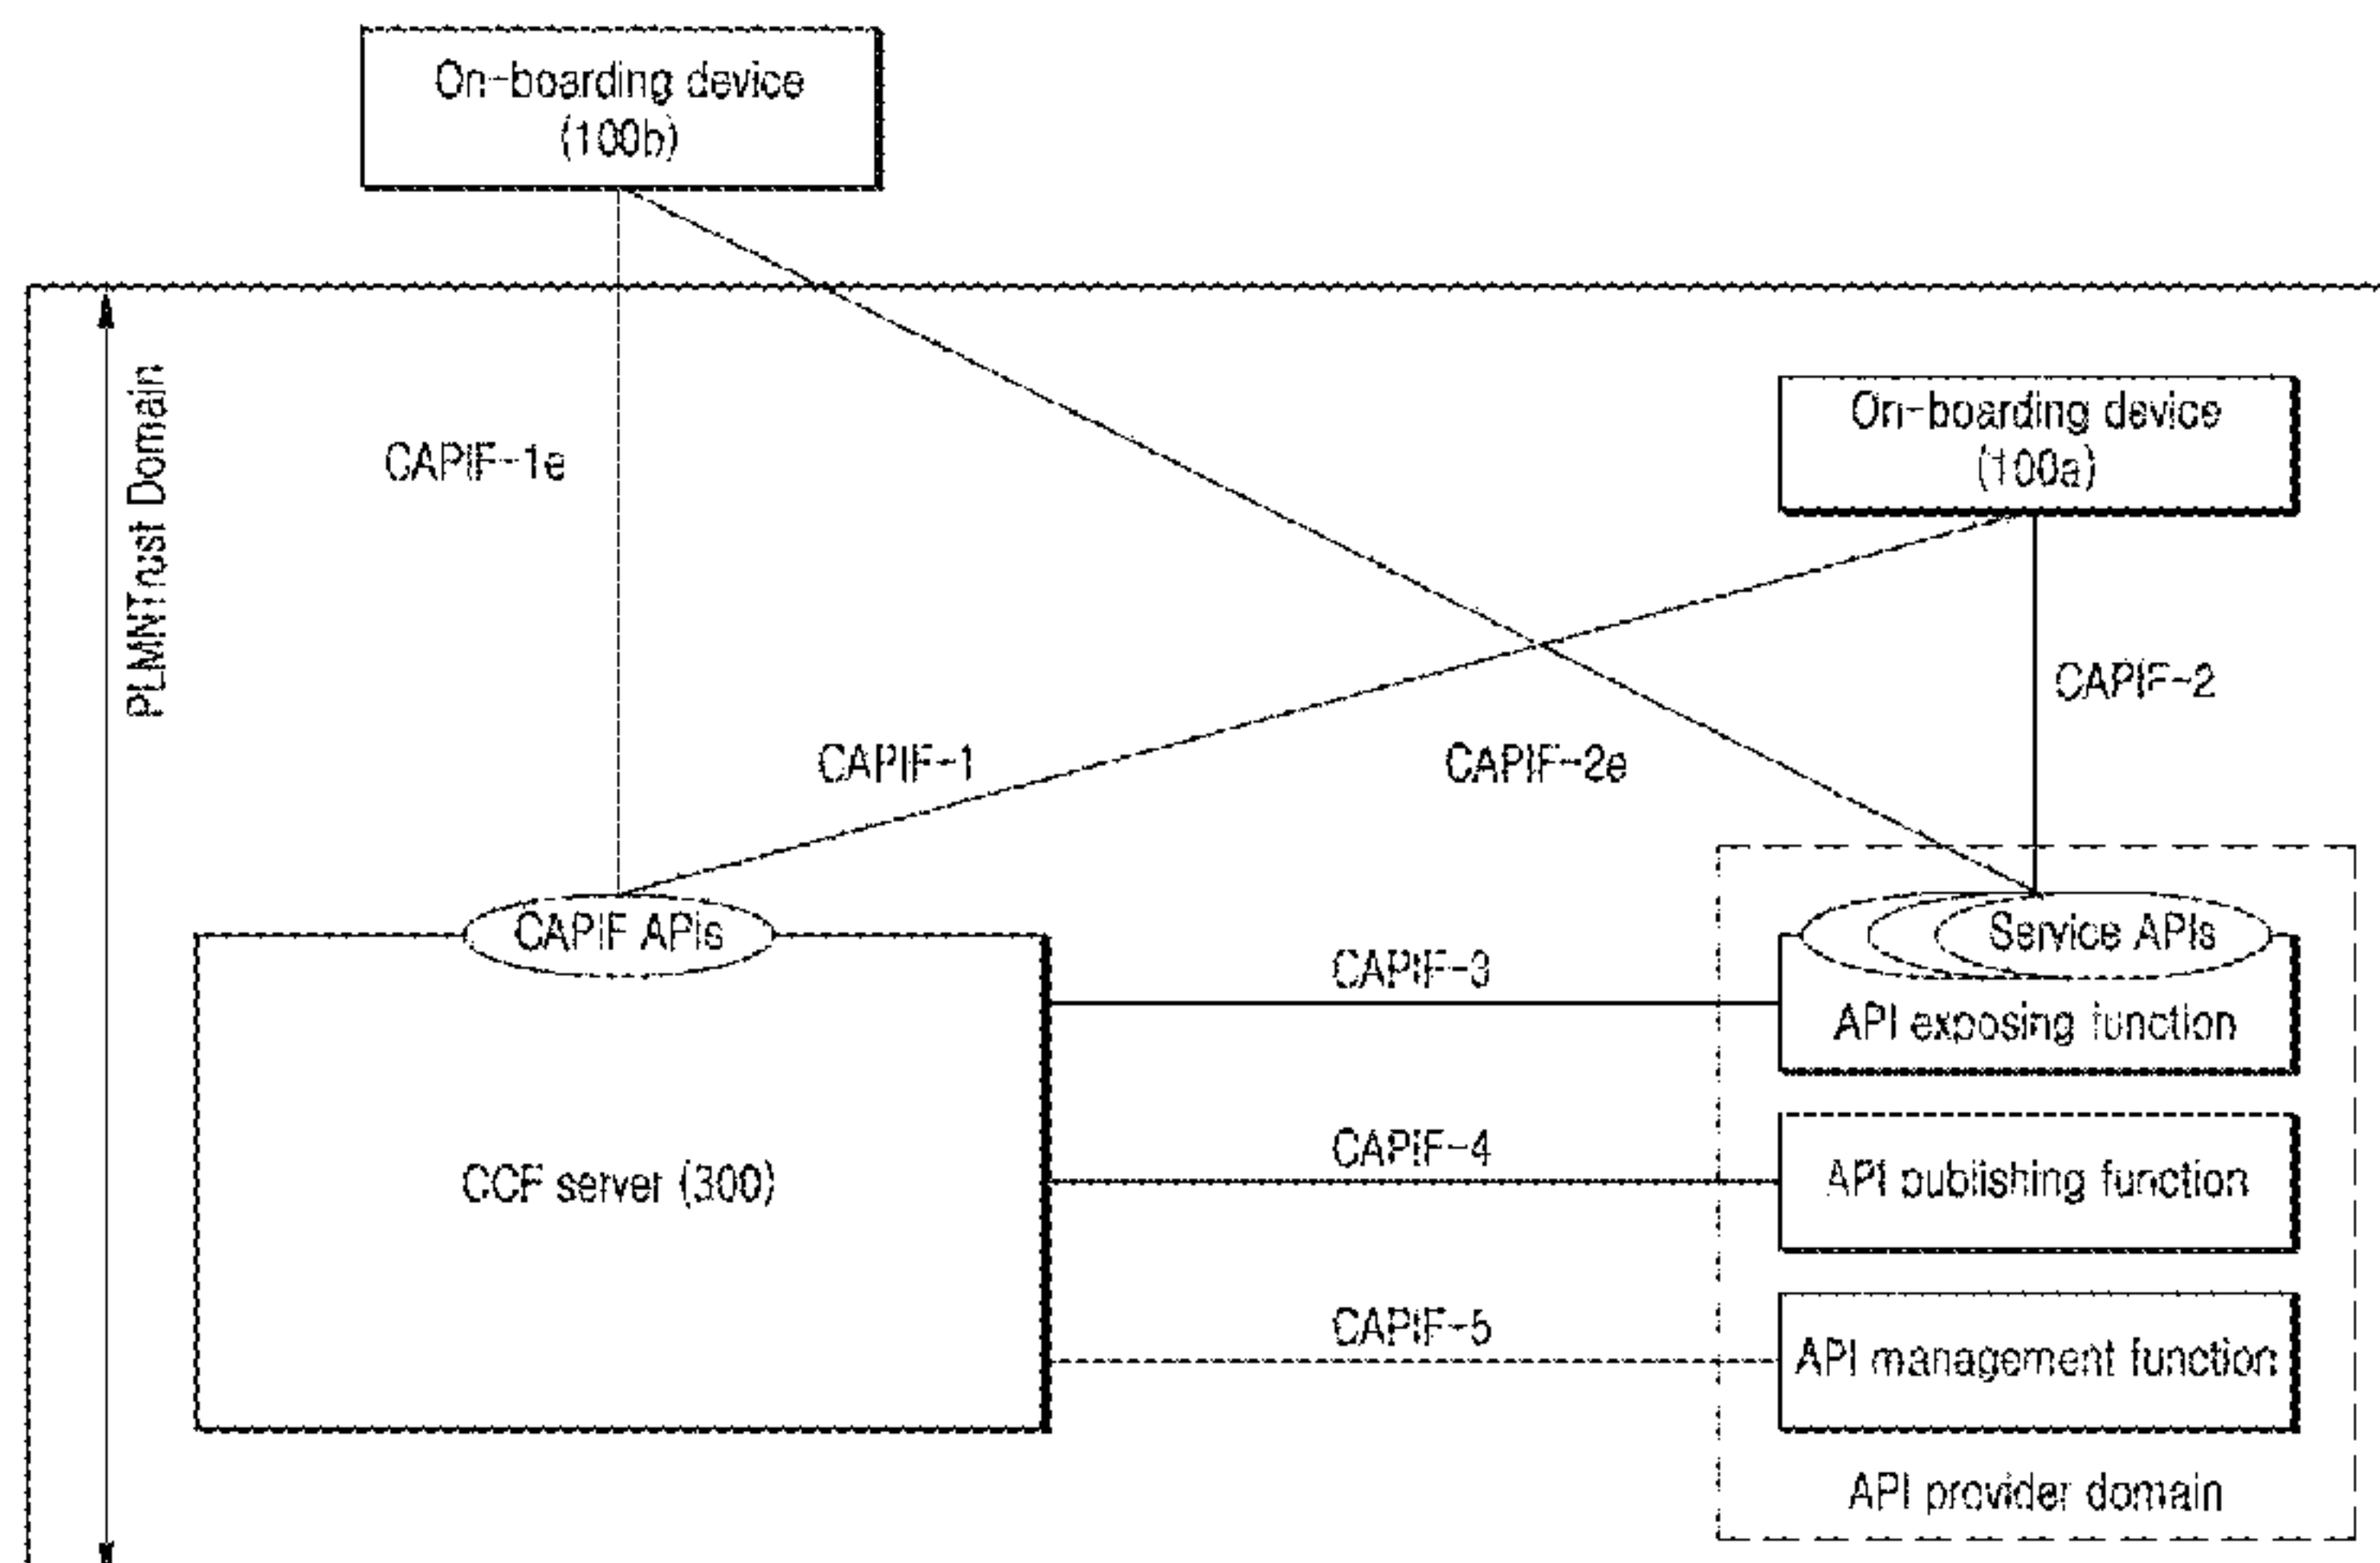 On-boarding device
(100b)
PLMNTrust Domain
CAPIF-1e
On-boarding device
(100a)
CAPIF-2
CAPIF-1
CAPIF-2e
CAPIF APIs
Service APIs
CAPIF-3
API exposing function
CAPIF-4
CCF server (300)
API publishing function
CAPIF-5
API management function
API provider domain